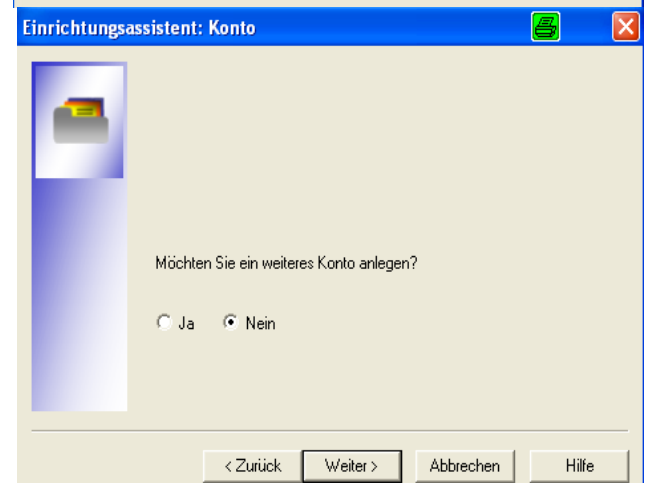 Einrichtungsassistent: Konto
Möchten Sie ein weiteres Konto anlegen?
Ja Nein
< Zurück Weiter > Abbrechen Hilfe